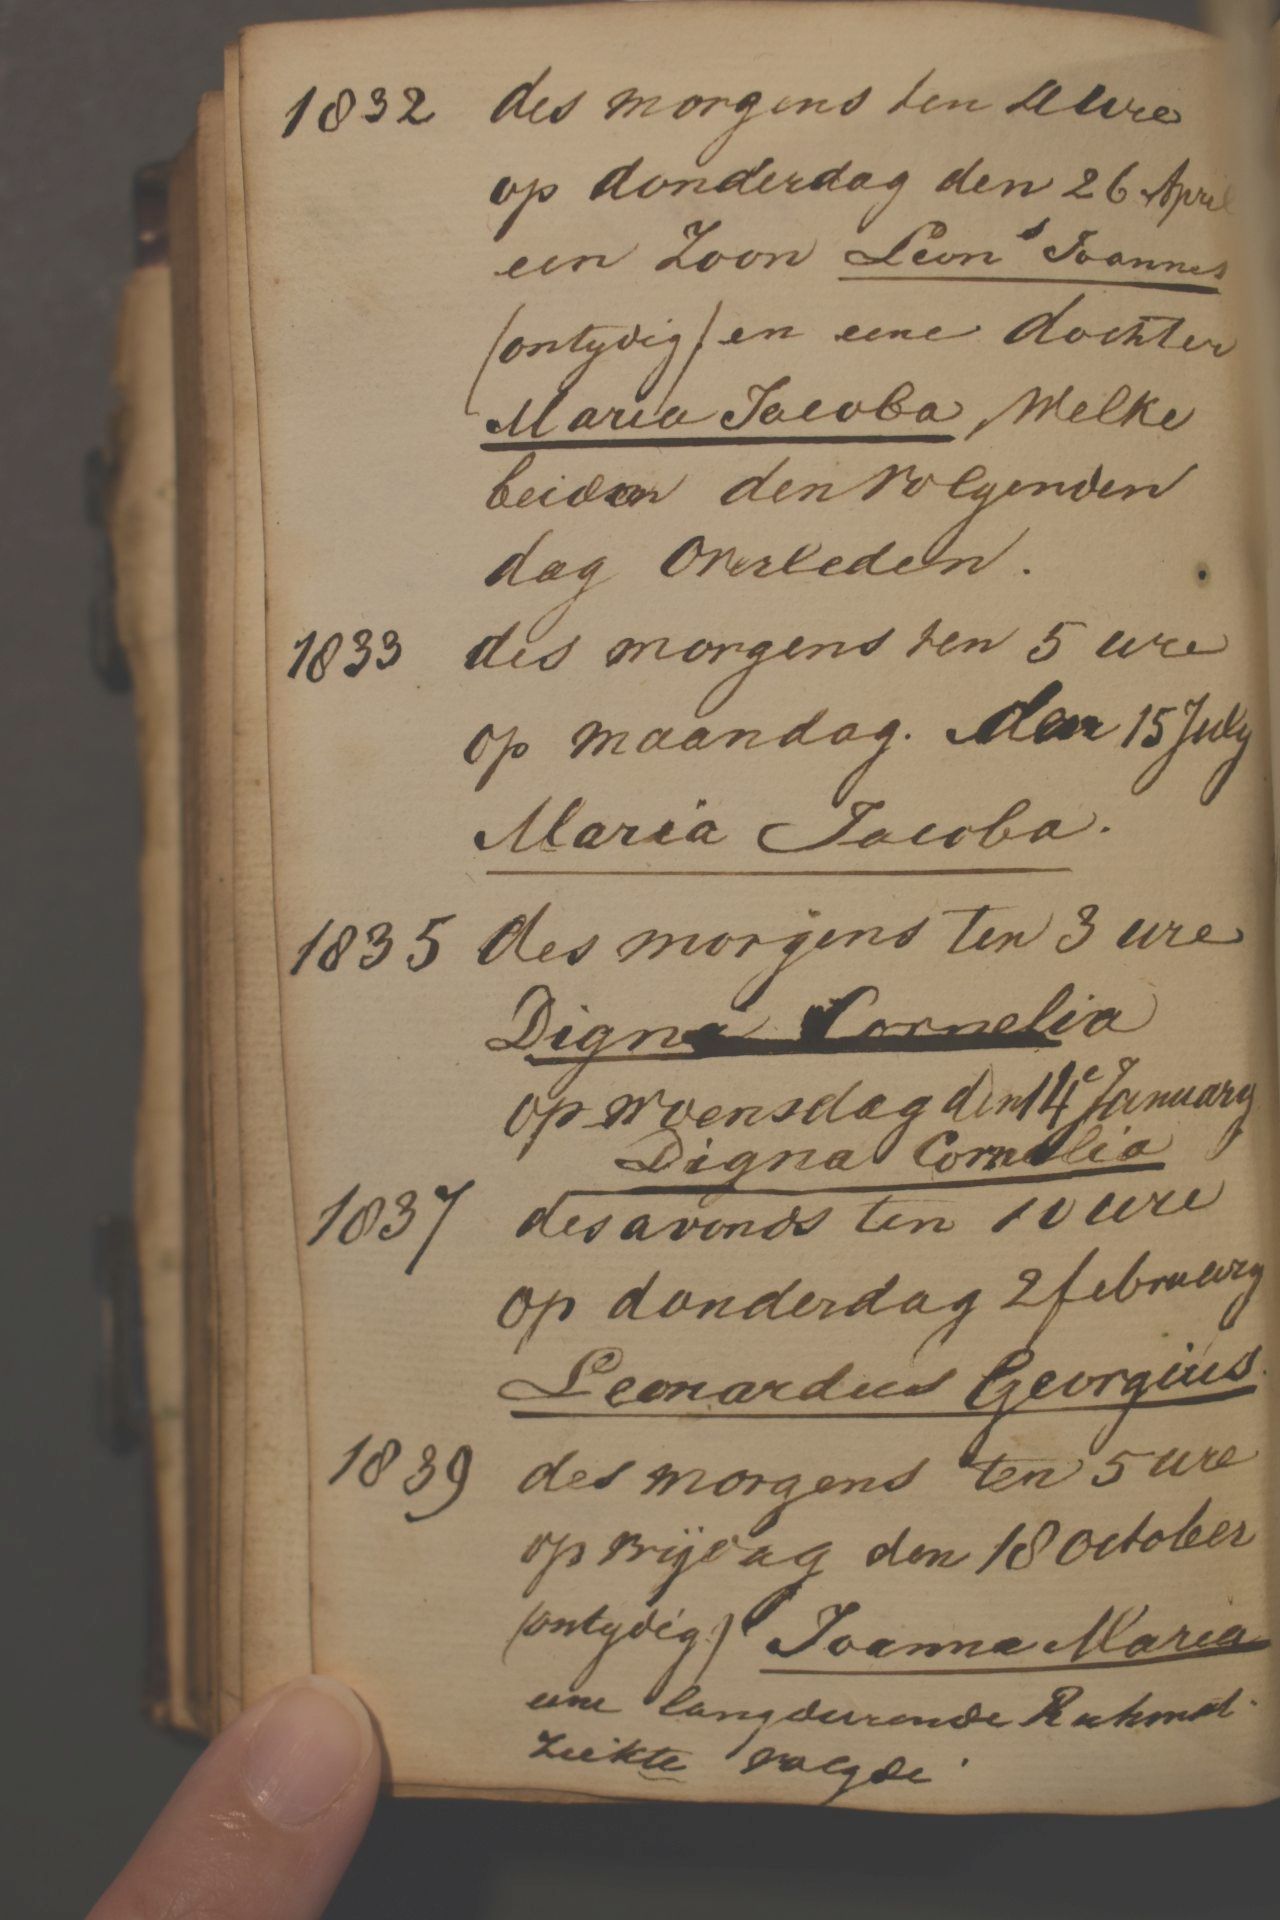 1832 des morgens ten ure
op donderdag den 26 April
een Zoon Leon^s Joannes
(ontydig) en eene dochter
Maria Jacoba, Welke
beiden den volgenden
dag Overleden.
1833 des morgens ten 5 ure
op maandag. den 15 July
Maria Jacoba.
1835 des morgens ten 3 ure
Digna Cornelia
op woensdag den 14^e January
Digna Cornelia
1837 des avonds ten 10 ure
op donderdag 2 february
Leonardus Georgius.
1839 des morgens ten 5 ure
op vrijdag den 18 October
(ontydig) Joanna Maria
eene langdurende
Ziekte volgde